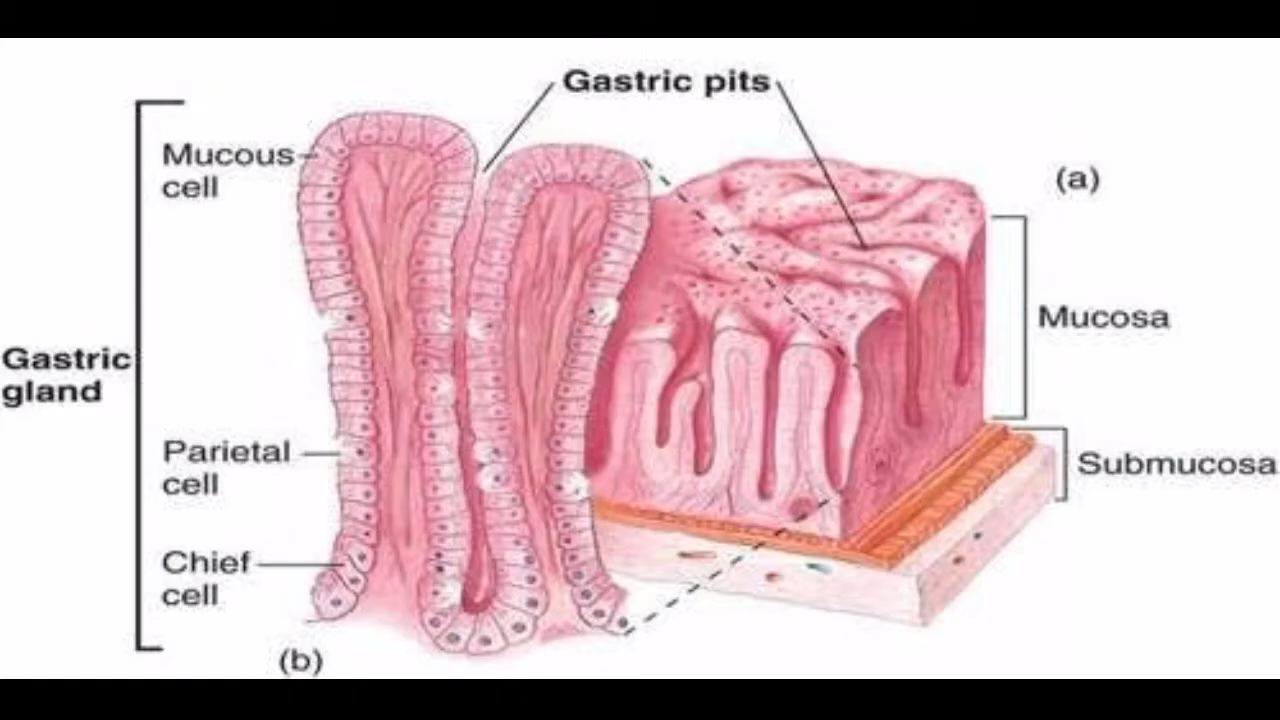 Gastric pits
Mucous
cell
(a)
Mucosa
Gastric
gland
Parietal
cell
Submucosa
Chief
cell
(b)